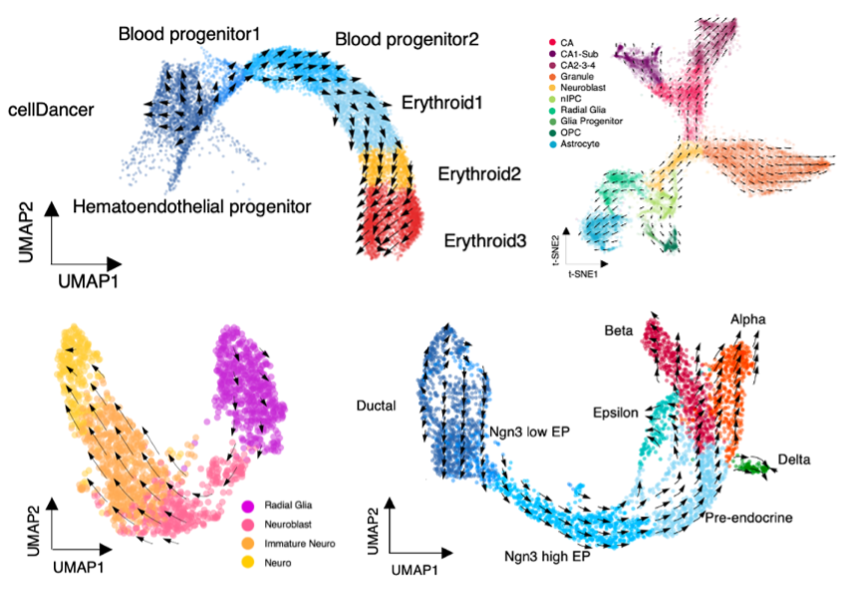 Blood progenitor1
Blood progenitor2
cellDancer
Erythroid1
Erythroid2
Hematoendothelial progenitor
Erythroid3
UMAP2
UMAP1
CA
CA1-Sub
CA2-3-4
Granule
Neuroblast
nIPC
Radial Glia
Glia Progenitor
OPC
Astrocyte
t-SNE2
t-SNE1
Radial Glia
Neuroblast
Immature Neuro
Neuro
UMAP2
UMAP1
Beta
Alpha
Ductal
Epsilon
Ngn3 low EP
Delta
Pre-endocrine
Ngn3 high EP
UMAP2
UMAP1